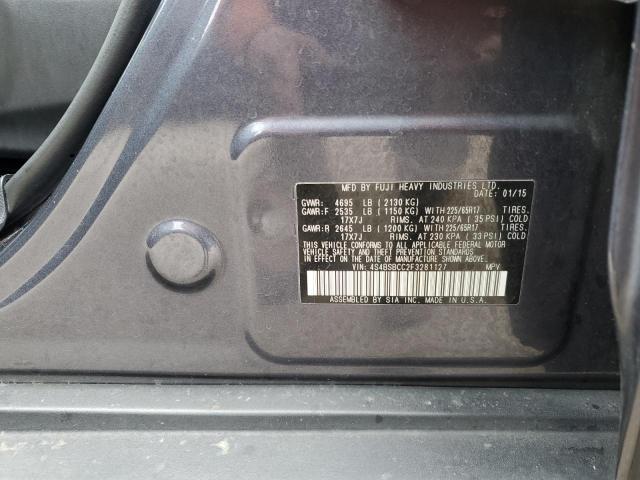 MFD BY FUJI HEAVY INDUSTRIES LTD.
DATE: 01/15
GVWR: 4695 LB (2130 KG)
GAWR:F 2535 LB (1150 KG) WITH 225/65R17 TIRES.
17X7J RIMS. AT 240 KPA (35 PSI) COLD
GAWR:R 2645 LB (1200 KG) WITH 225/65R17 TIRES.
17X7J RIMS. AT 230 KPA (33 PSI) COLD
THIS VEHICLE CONFORMS TO ALL APPLICABLE FEDERAL MOTOR
VEHICLE SAFETY AND THEFT PREVENTION STANDARDS
IN EFFECT ON THE DATE OF MANUFACTURE SHOWN ABOVE.
VIN: 4S4BSBCC2F3281127 MPV
ASSEMBLED BY SIA INC. MADE IN U.S.A.